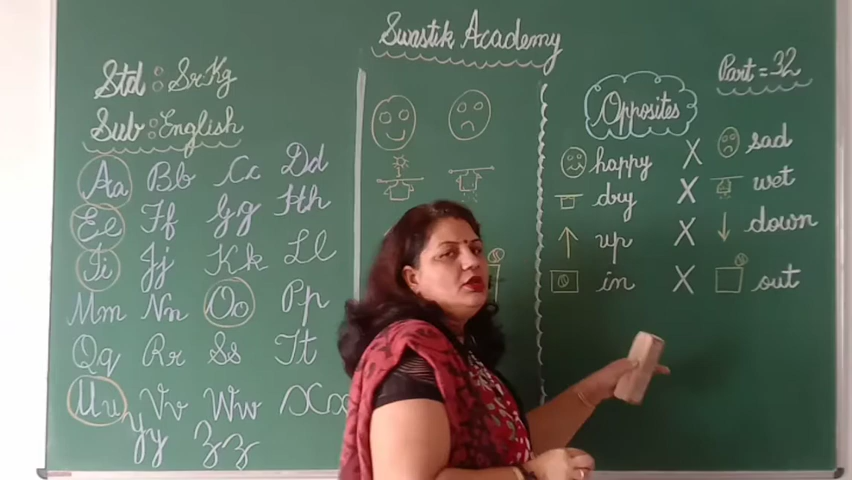 Swastik Academy
Std : Sr Kg
Sub : English
Aa Bb Cc Dd
Ee Ff Gg Hh
Ii Jj Kk Ll
Mm Nn Oo Pp
Qq Rr Ss Tt
Uu Vv Ww Xx
Yy Zz
Part = 32
Opposites
happy X sad
dry X wet
up X down
in X out